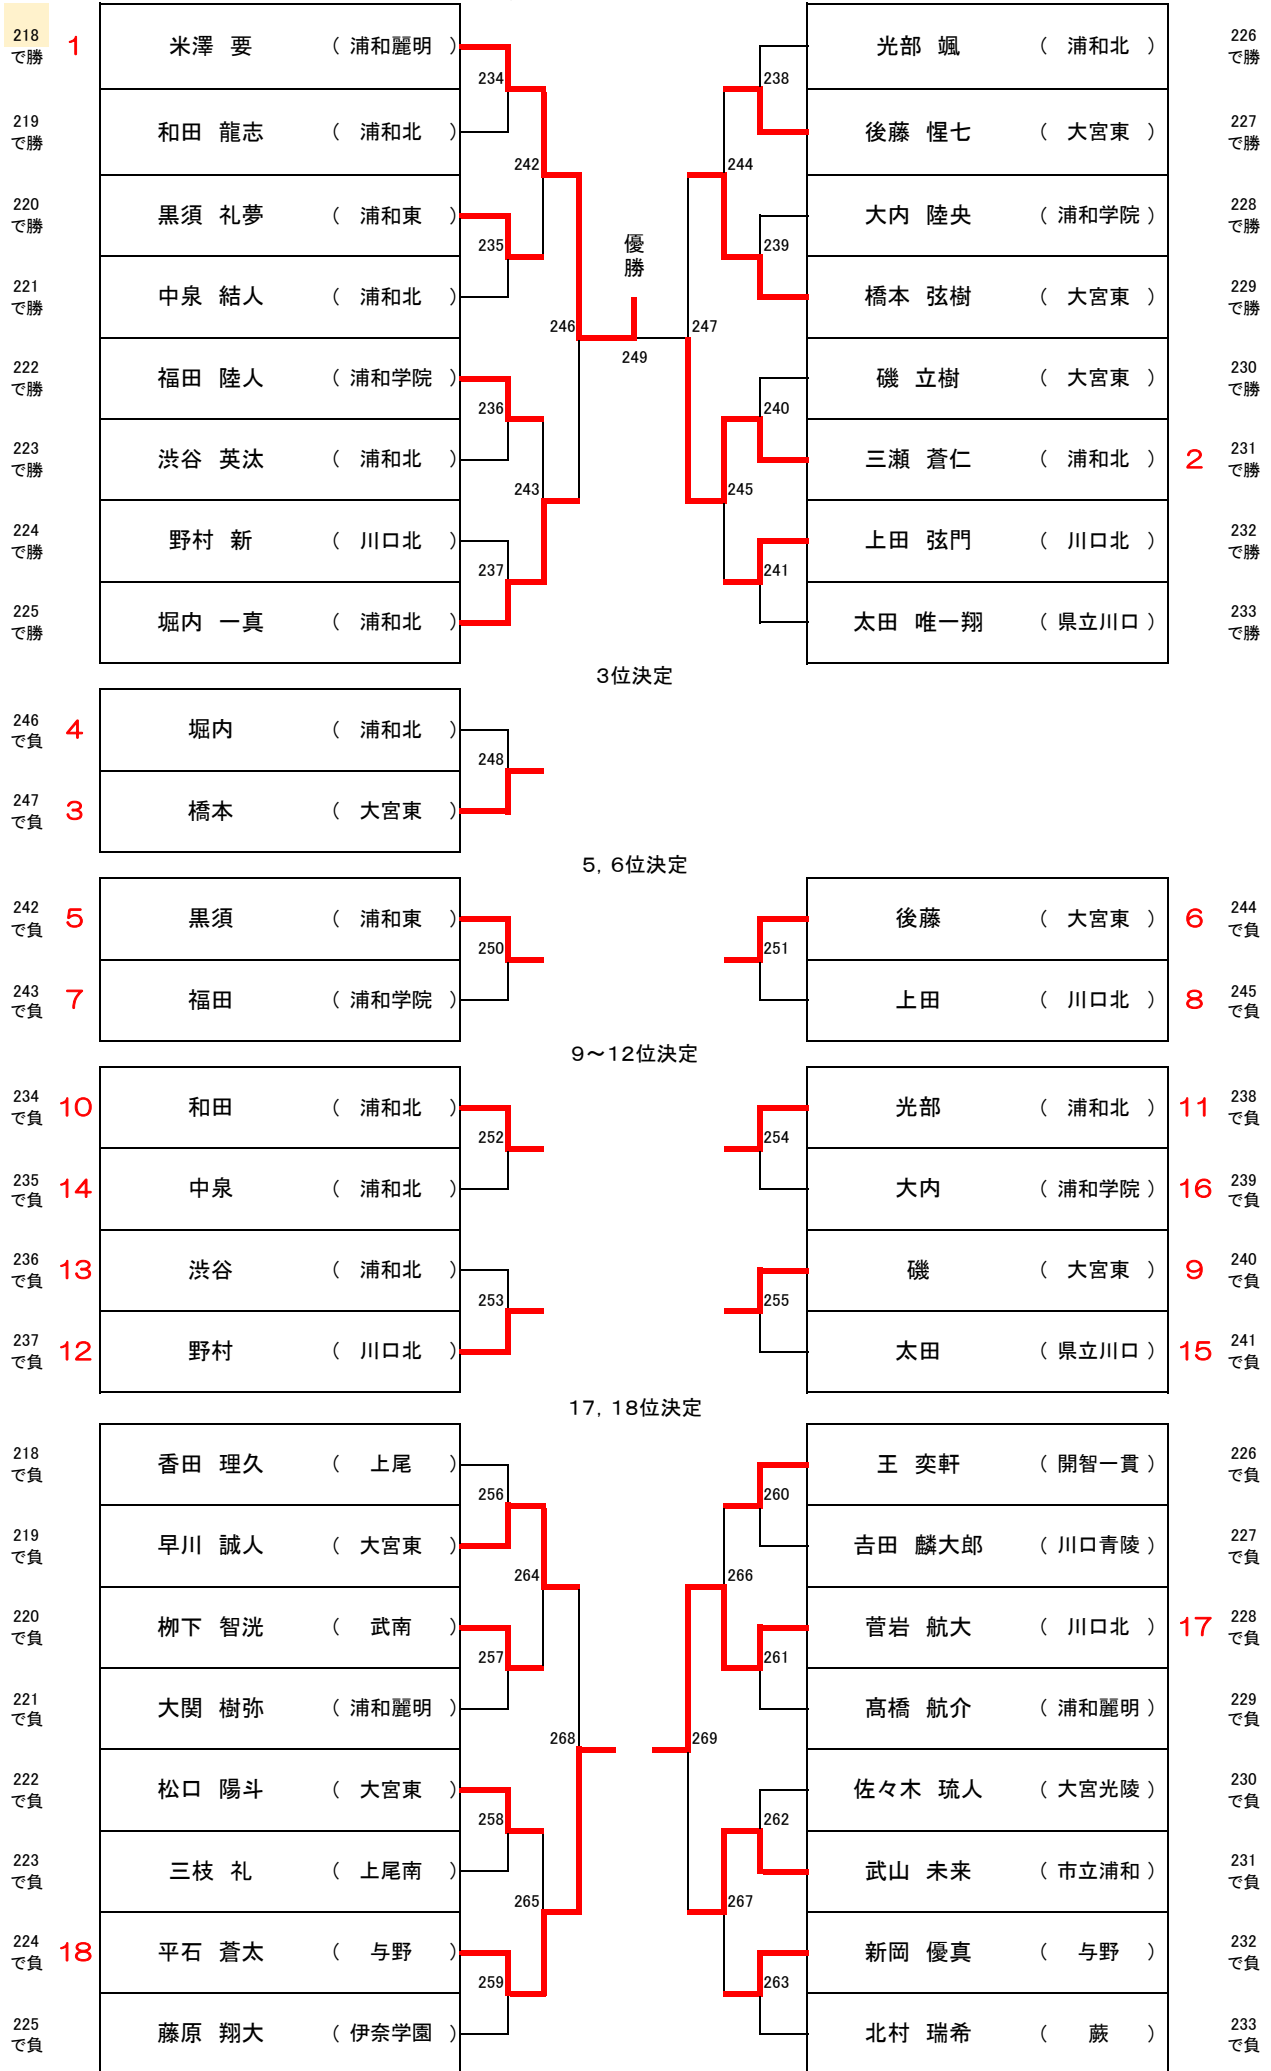 218 で勝 1 米澤 要 ( 浦和麗明 ) 光部 颯 ( 浦和北 ) 226 で勝
234 238
219 で勝 和田 龍志 ( 浦和北 ) 後藤 惺七 ( 大宮東 ) 227 で勝
242 244
220 で勝 黒須 礼夢 ( 浦和東 ) 大内 陸央 ( 浦和学院 ) 228 で勝
235 優勝 239
221 で勝 中泉 結人 ( 浦和北 ) 橋本 弦樹 ( 大宮東 ) 229 で勝
246 249 247
222 で勝 福田 陸人 ( 浦和学院 ) 磯 立樹 ( 大宮東 ) 230 で勝
236 240
223 で勝 渋谷 英汰 ( 浦和北 ) 三瀬 蒼仁 ( 浦和北 ) 2 231 で勝
243 245
224 で勝 野村 新 ( 川口北 ) 上田 弦門 ( 川口北 ) 232 で勝
237 241
225 で勝 堀内 一真 ( 浦和北 ) 太田 唯一翔 ( 県立川口 ) 233 で勝
3位決定
246 で負 4 堀内 ( 浦和北 )
248
247 で負 3 橋本 ( 大宮東 )
5, 6位決定
242 で負 5 黒須 ( 浦和東 ) 後藤 ( 大宮東 ) 6 244 で負
250 251
243 で負 7 福田 ( 浦和学院 ) 上田 ( 川口北 ) 8 245 で負
9～12位決定
234 で負 10 和田 ( 浦和北 ) 光部 ( 浦和北 ) 11 238 で負
252 254
235 で負 14 中泉 ( 浦和北 ) 大内 ( 浦和学院 ) 16 239 で負
236 で負 13 渋谷 ( 浦和北 ) 磯 ( 大宮東 ) 9 240 で負
253 255
237 で負 12 野村 ( 川口北 ) 太田 ( 県立川口 ) 15 241 で負
17, 18位決定
218 で負 香田 理久 ( 上尾 ) 王 奕軒 ( 開智一貫 ) 226 で負
256 260
219 で負 早川 誠人 ( 大宮東 ) 吉田 麟大郎 ( 川口青陵 ) 227 で負
264 266
220 で負 栁下 智洸 ( 武南 ) 菅岩 航大 ( 川口北 ) 17 228 で負
257 261
221 で負 大関 樹弥 ( 浦和麗明 ) 髙橋 航介 ( 浦和麗明 ) 229 で負
268 269
222 で負 松口 陽斗 ( 大宮東 ) 佐々木 琉人 ( 大宮光陵 ) 230 で負
258 262
223 で負 三枝 礼 ( 上尾南 ) 武山 未来 ( 市立浦和 ) 231 で負
265 267
224 で負 18 平石 蒼太 ( 与野 ) 新岡 優真 ( 与野 ) 232 で負
259 263
225 で負 藤原 翔大 ( 伊奈学園 ) 北村 瑞希 ( 蕨 ) 233 で負